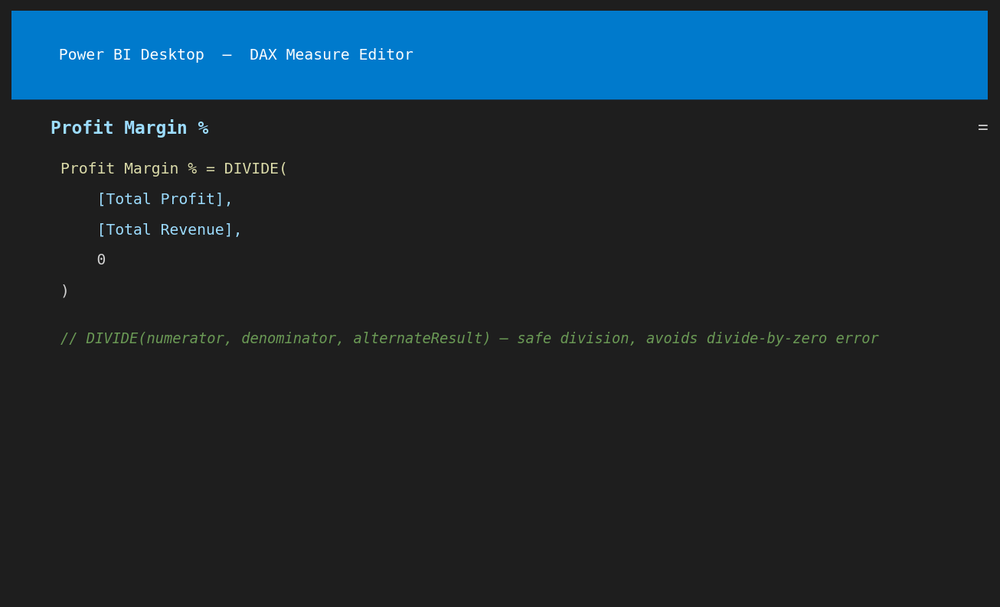 Power BI Desktop  —  DAX Measure Editor
Profit Margin % =
Profit Margin % = DIVIDE(
    [Total Profit],
    [Total Revenue],
    0
)
// DIVIDE(numerator, denominator, alternateResult) — safe division, avoids divide-by-zero error